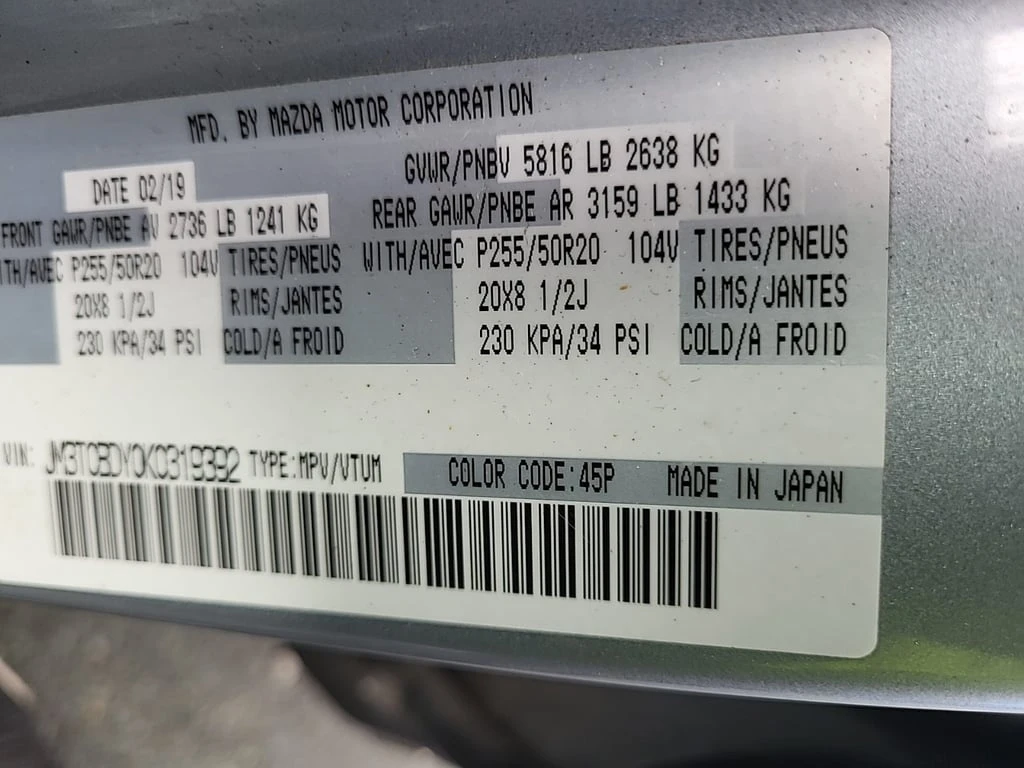 MFD. BY MAZDA MOTOR CORPORATION
DATE 02/19
GVWR/PNBV 5816 LB 2638 KG
FRONT GAWR/PNBE AV 2736 LB 1241 KG
REAR GAWR/PNBE AR 3159 LB 1433 KG
ITH/AVEC P255/50R20 104V TIRES/PNEUS
WITH/AVEC P255/50R20 104V TIRES/PNEUS
20X8 1/2J RIMS/JANTES
20X8 1/2J RIMS/JANTES
230 KPA/34 PSI COLD/A FROID
230 KPA/34 PSI COLD/A FROID
VIN: JM3TCBDY0K0319392 TYPE:MPV/VTUM
COLOR CODE:45P MADE IN JAPAN